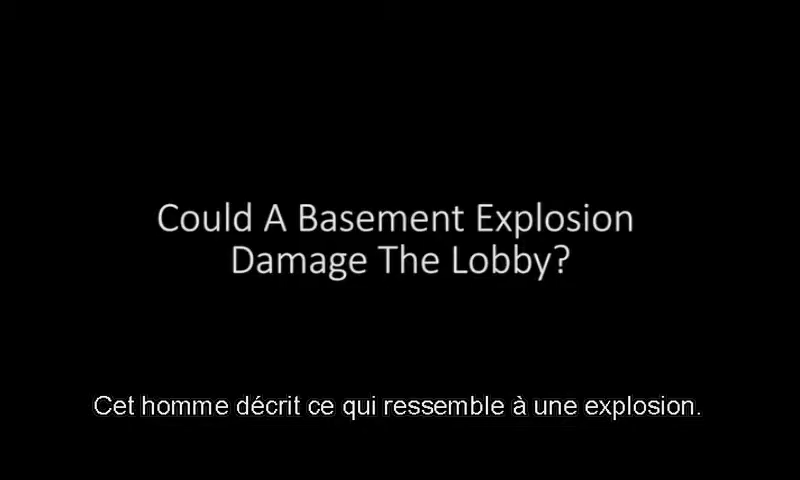 Could A Basement Explosion
Damage The Lobby?
Cet homme décrit ce qui ressemble à une explosion.